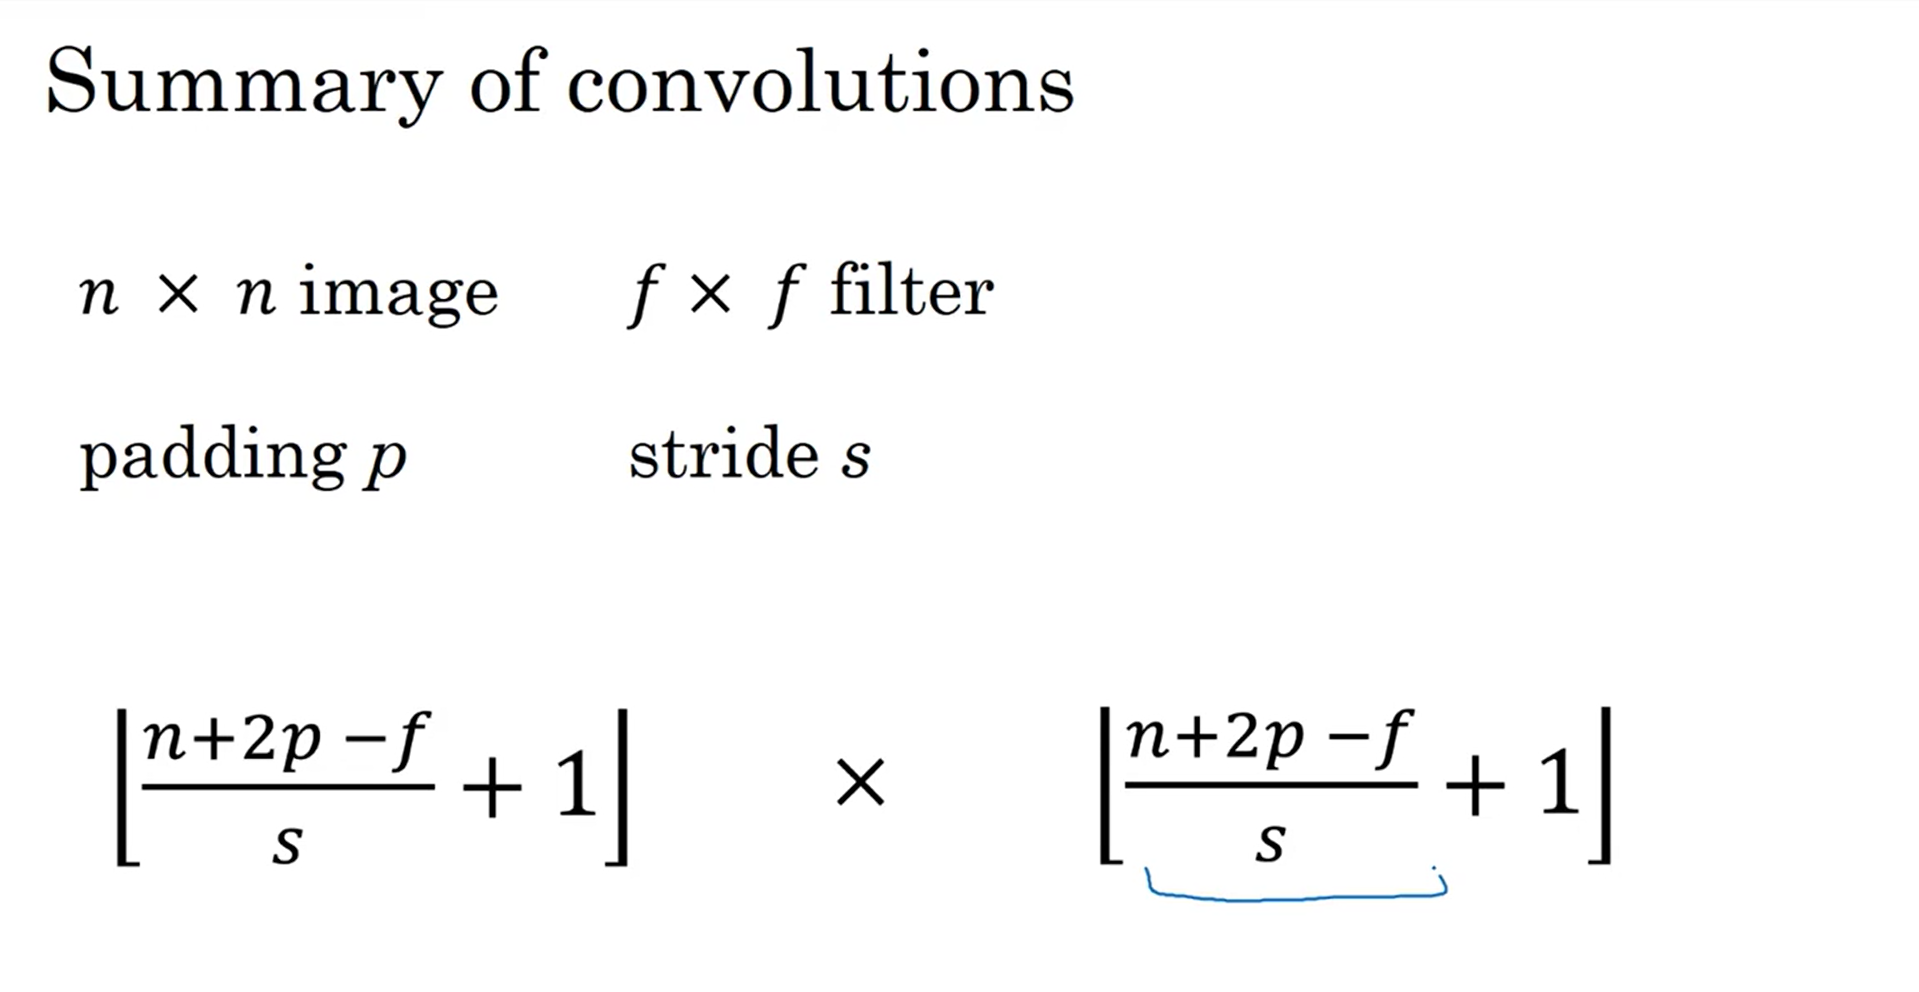 Summary of convolutions
n × n image f × f filter
padding p stride s
⌊(n+2p −f)/s + 1⌋ × ⌊(n+2p −f)/s + 1⌋